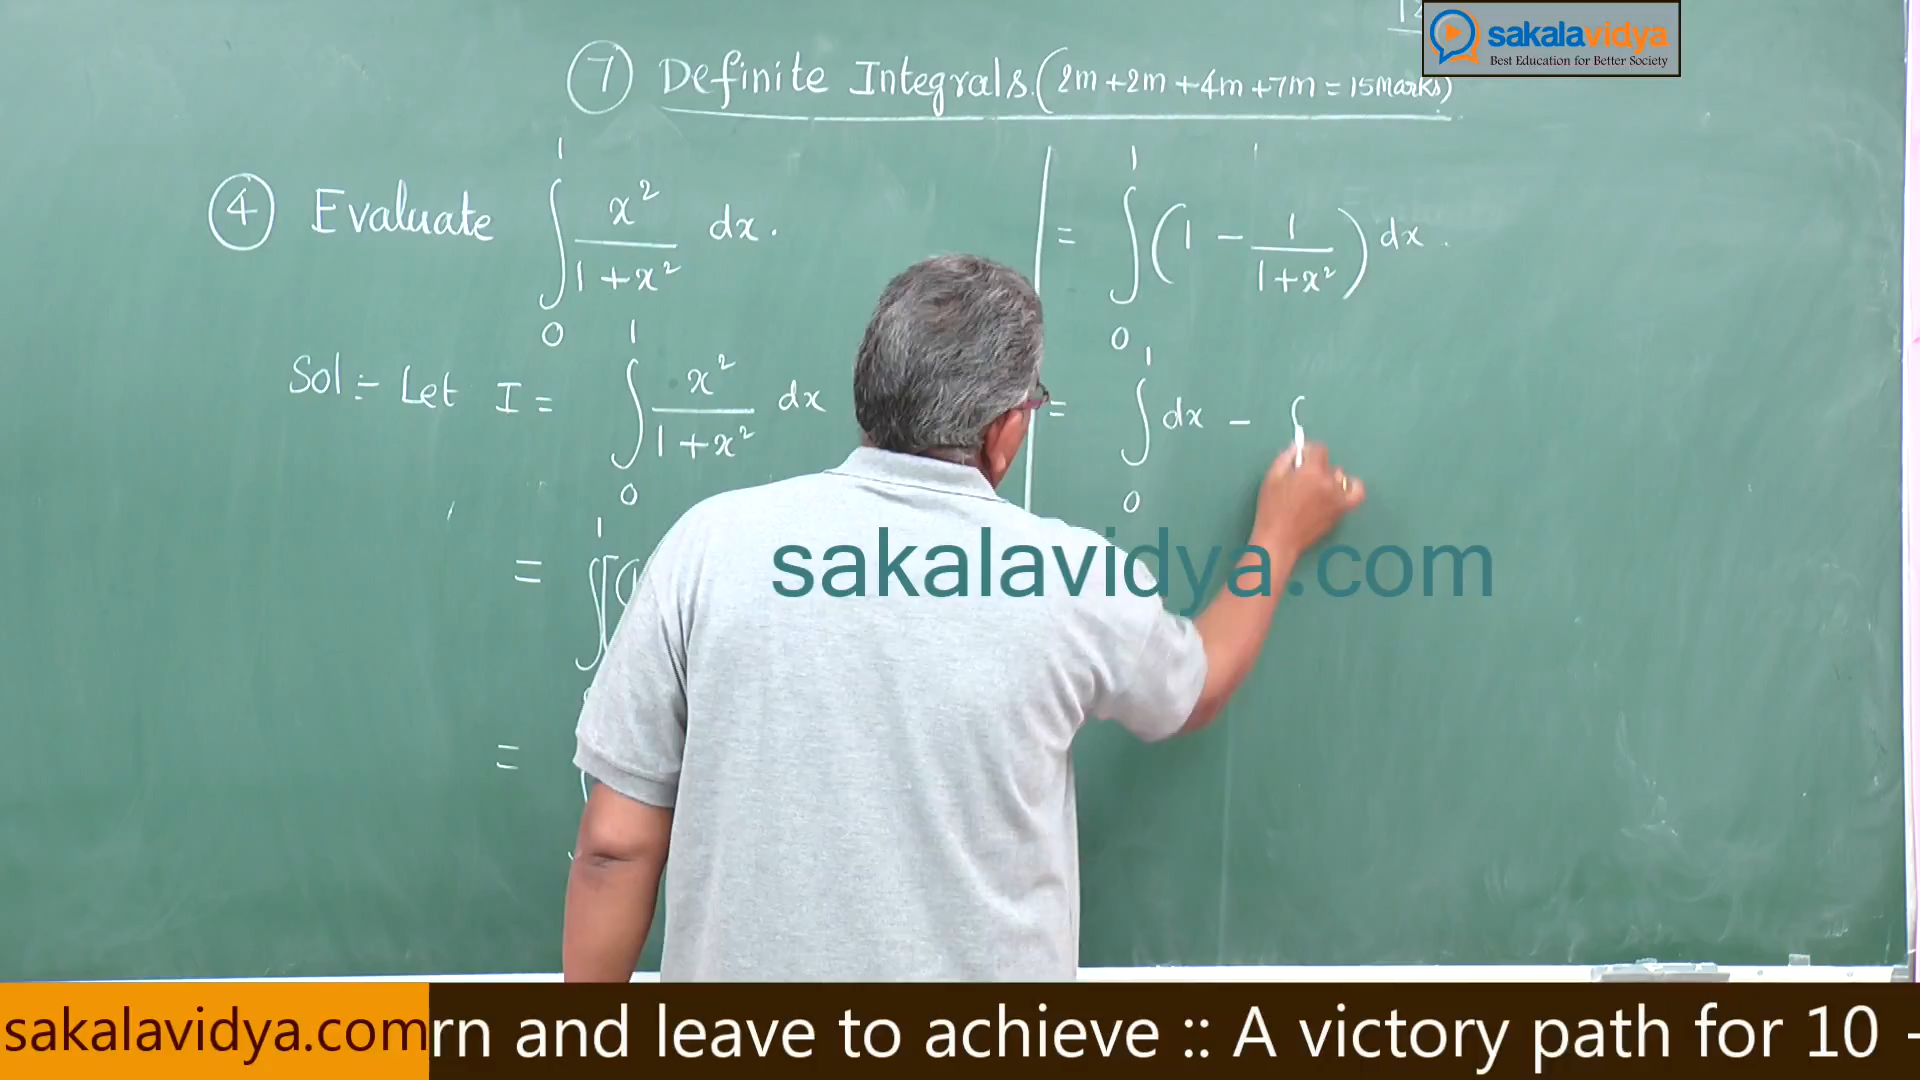 sakalavidya
Best Education for Better Society
7 Definite Integrals. (2m+2m+4m+7m=15Marks)
4 Evaluate ∫₀¹ x²/(1+x²) dx.
Sol:- Let I = ∫₀¹ x²/(1+x²) dx
=
=
= ∫₀¹ (1 - 1/(1+x²)) dx.
= ∫₀¹ dx - ∫
sakalavidya.com
sakalavidya.com
rn and leave to achieve :: A victory path for 10 -